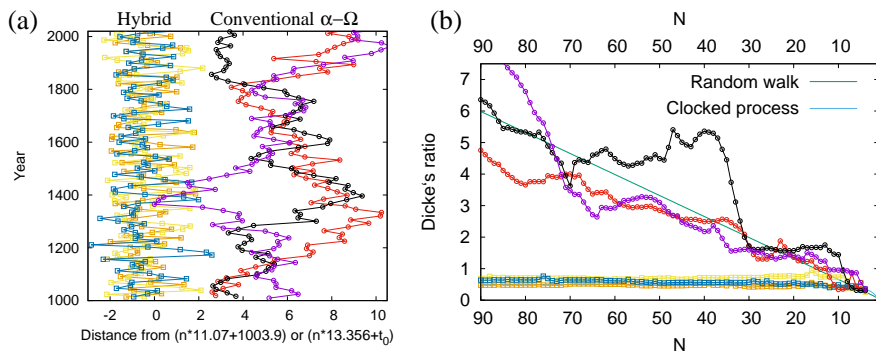 (a)
Hybrid Conventional α−Ω
2000
1800
1600
1400
1200
1000
Year
-2 0 2 4 6 8 10
Distance from (n*11.07+1003.9) or (n*13.356+t0)
(b)
N
90 80 70 60 50 40 30 20 10
7
6
5
4
3
2
1
0
Dicke's ratio
Random walk
Clocked process
90 80 70 60 50 40 30 20 10
N